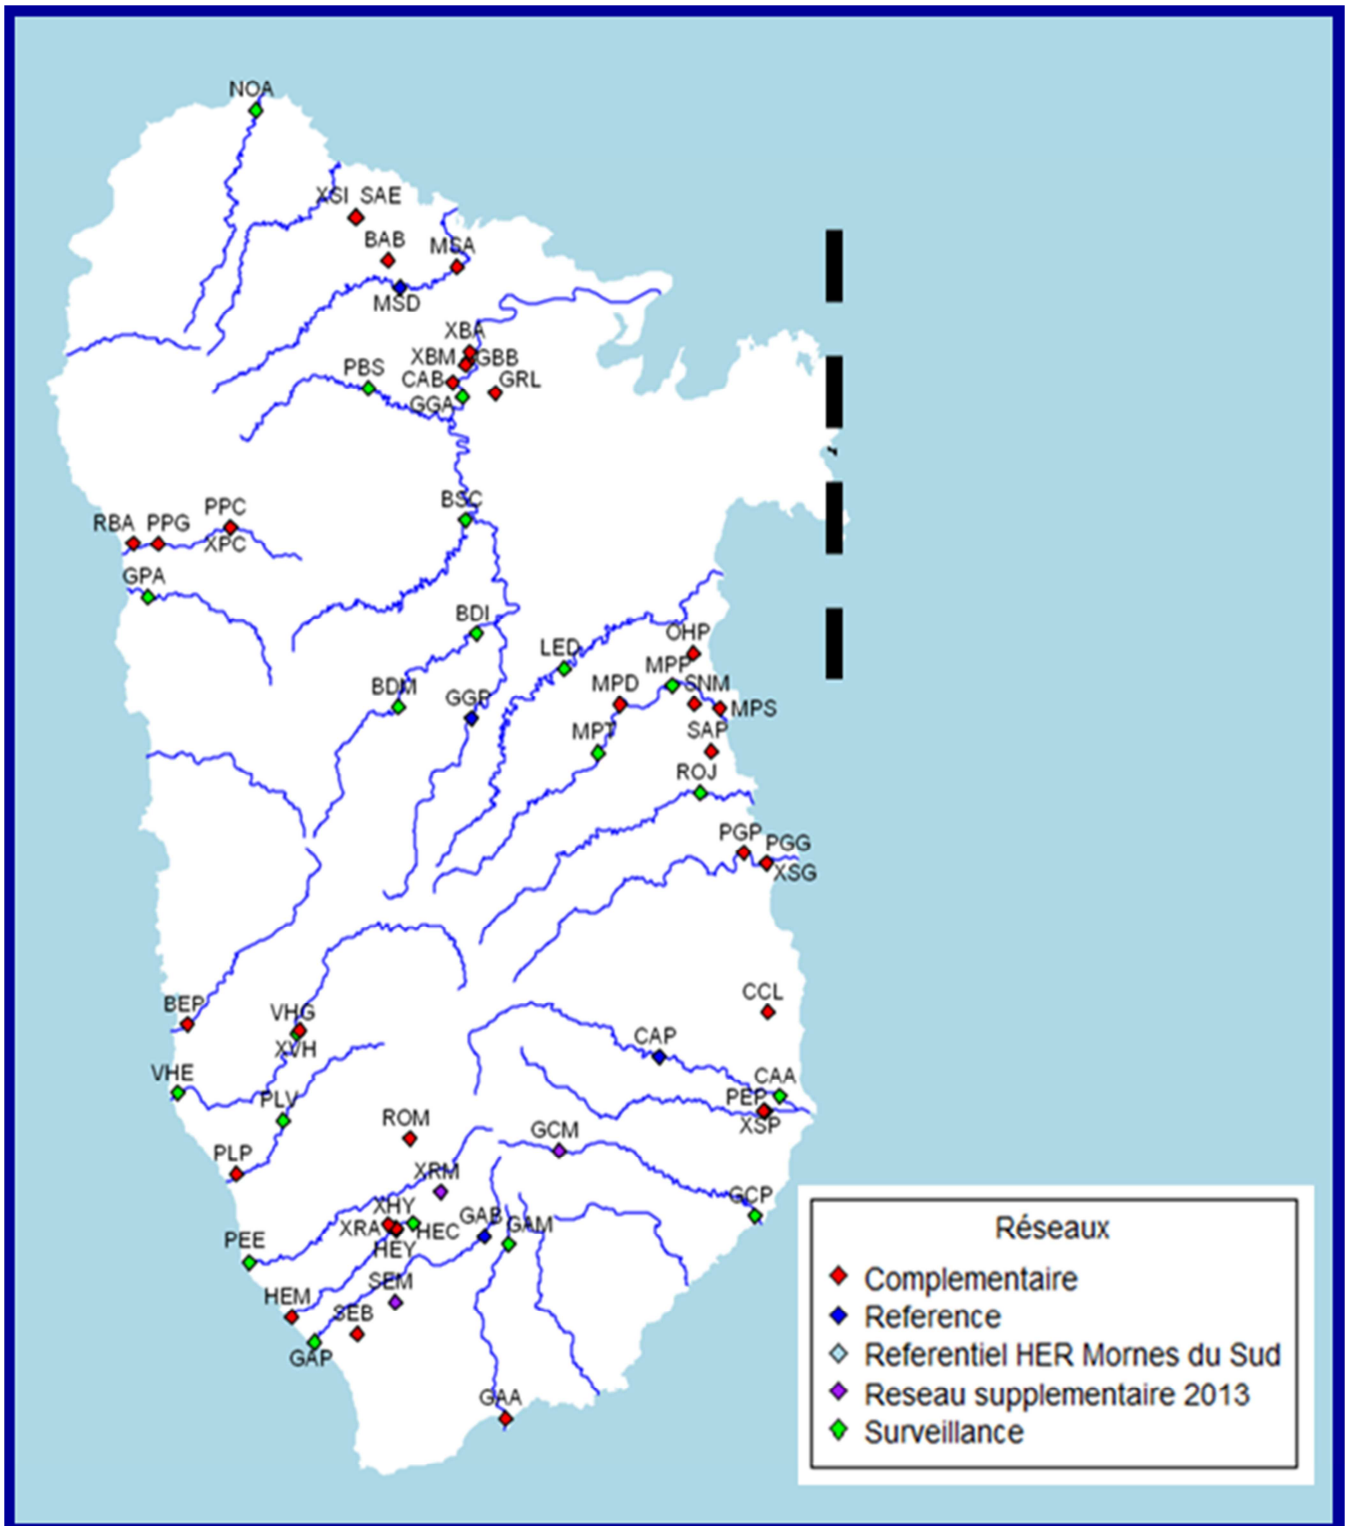 NOA
XSI SAE
BAB
MSA
MSD
XBA
XBM
GBB
PBS
CAB
GRL
GGA
BSC
PPC
RBA PPG
XPC
GPA
BDI
OHP
LED
MPP
BDM
GGR
MPD
SNM
MPS
MPT
SAP
ROJ
PGP
PGG
XSG
CCL
BEP
VHG
CAP
XVH
VHE
CAA
PLV
PEP
ROM
GCM
XSP
PLP
XRM
GCP
XHY
XRA
HEC
GAB
GAM
PEE
HEY
SEM
HEM
SEB
GAP
GAA
Réseaux
Complementaire
Reference
Referentiel HER Mornes du Sud
Reseau supplementaire 2013
Surveillance